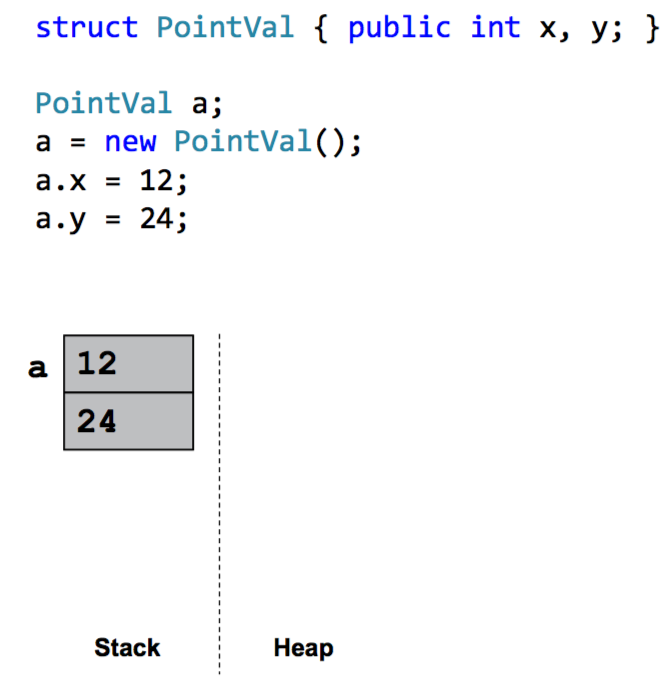 struct PointVal { public int x, y; }
PointVal a;
a = new PointVal();
a.x = 12;
a.y = 24;
a 12
24
Stack Heap